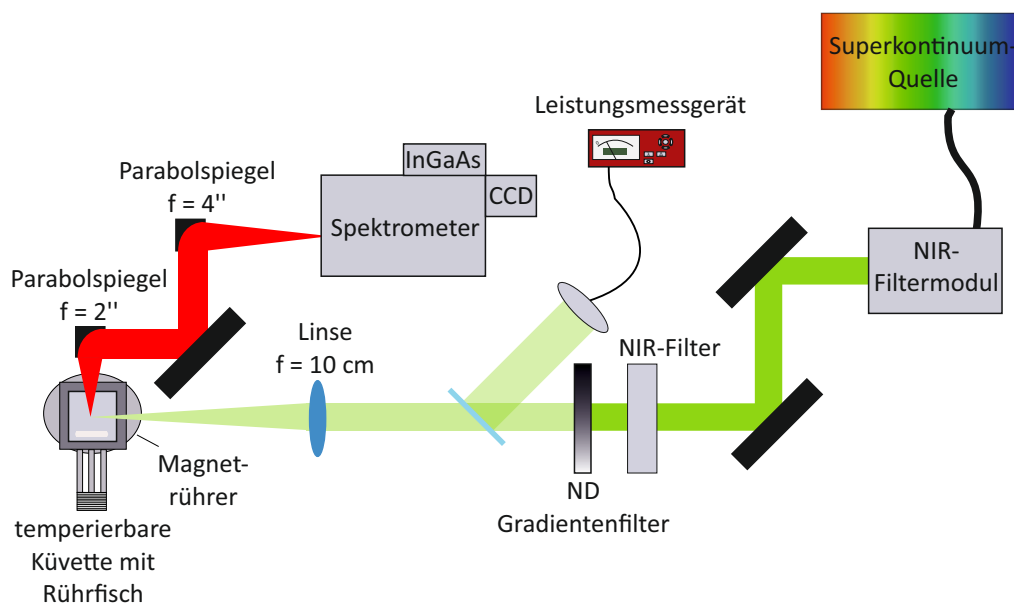 Superkontinuum-
Quelle
Leistungsmessgerät
InGaAs
CCD
Spektrometer
Parabolspiegel
f = 4''
NIR-
Filtermodul
Parabolspiegel
f = 2''
Linse
f = 10 cm
NIR-Filter
Magnet-
rührer
ND
Gradientenfilter
temperierbare
Küvette mit
Rührfisch